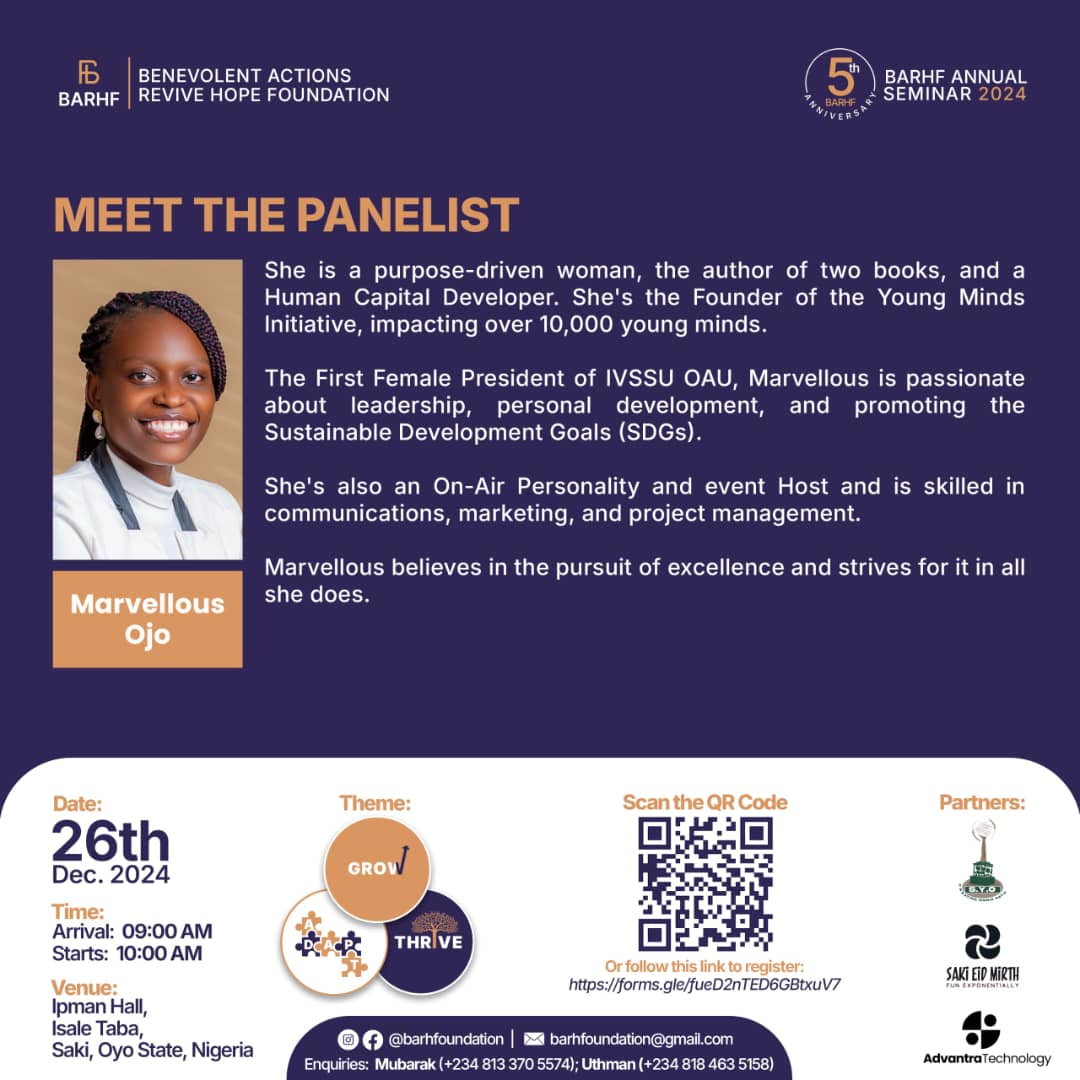 BARHF
BENEVOLENT ACTIONS
REVIVE HOPE FOUNDATION
5th
BARHF
ANNIVERSARY
BARHF ANNUAL
SEMINAR 2024
MEET THE PANELIST
She is a purpose-driven woman, the author of two books, and a
Human Capital Developer. She's the Founder of the Young Minds
Initiative, impacting over 10,000 young minds.
The First Female President of IVSSU OAU, Marvellous is passionate
about leadership, personal development, and promoting the
Sustainable Development Goals (SDGs).
She's also an On-Air Personality and event Host and is skilled in
communications, marketing, and project management.
Marvellous believes in the pursuit of excellence and strives for it in all
she does.
Marvellous
Ojo
Date:
26th
Dec. 2024
Time:
Arrival: 09:00 AM
Starts: 10:00 AM
Venue:
Ipman Hall,
Isale Taba,
Saki, Oyo State, Nigeria
Theme:
GROW
ADAPT
THRIVE
Scan the QR Code
Or follow this link to register:
https://forms.gle/fueD2nTED6GBtxuV7
Partners:
S.Y.O
SAKI EID MIRTH
FUN EXPONENTIALLY
AdvantraTechnology
@barhfoundation | barhfoundation@gmail.com
Enquiries: Mubarak (+234 813 370 5574); Uthman (+234 818 463 5158)